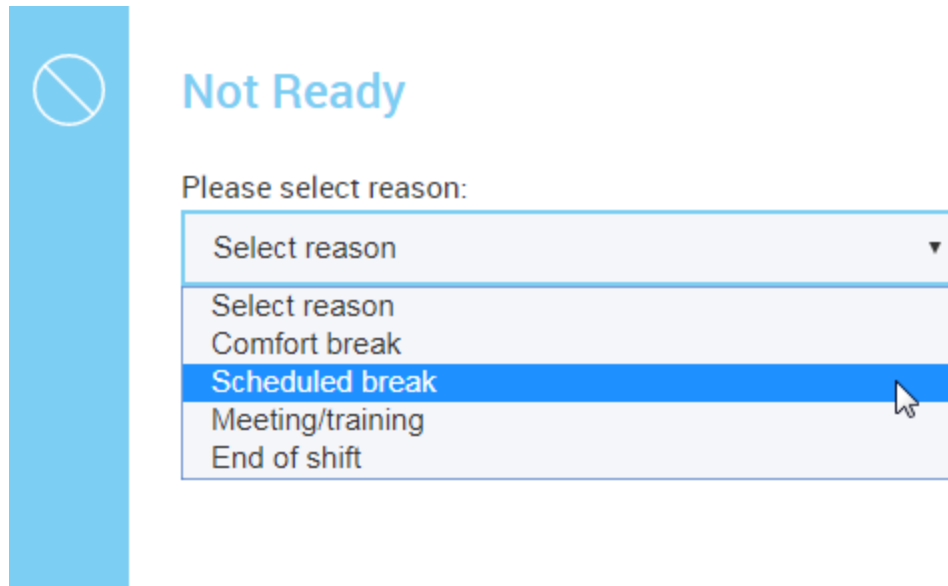 Not Ready
Please select reason:
Select reason
Select reason
Comfort break
Scheduled break
Meeting/training
End of shift